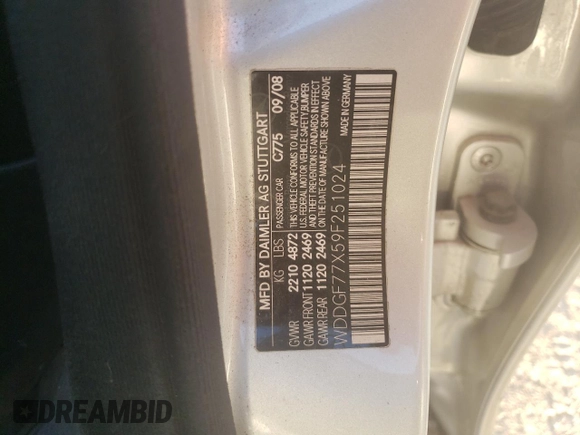 MFD BY DAIMLER AG STUTTGART
KG LBS PASSENGER CAR C775 09/08
GVWR 2210 4872 THIS VEHICLE CONFORMS TO ALL APPLICABLE
GAWR FRONT 1120 2469 U.S. FEDERAL MOTOR VEHICLE SAFETY,BUMPER
GAWR REAR 1120 2469 AND THEFT PREVENTION STANDARDS IN EFFECT
ON THE DATE OF MANUFACTURE SHOWN ABOVE
WDDGF77X59F251024 MADE IN GERMANY
DREAMBID